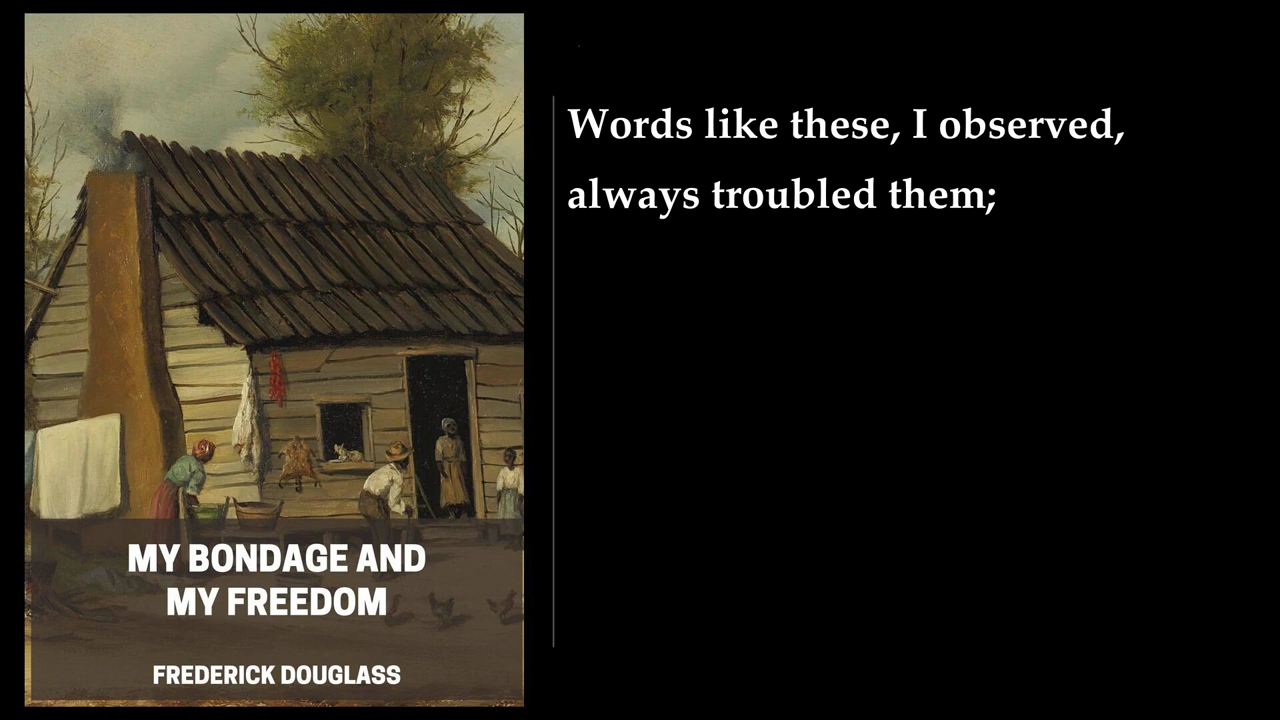 Words like these, I observed,
always troubled them;
MY BONDAGE AND
MY FREEDOM
FREDERICK DOUGLASS